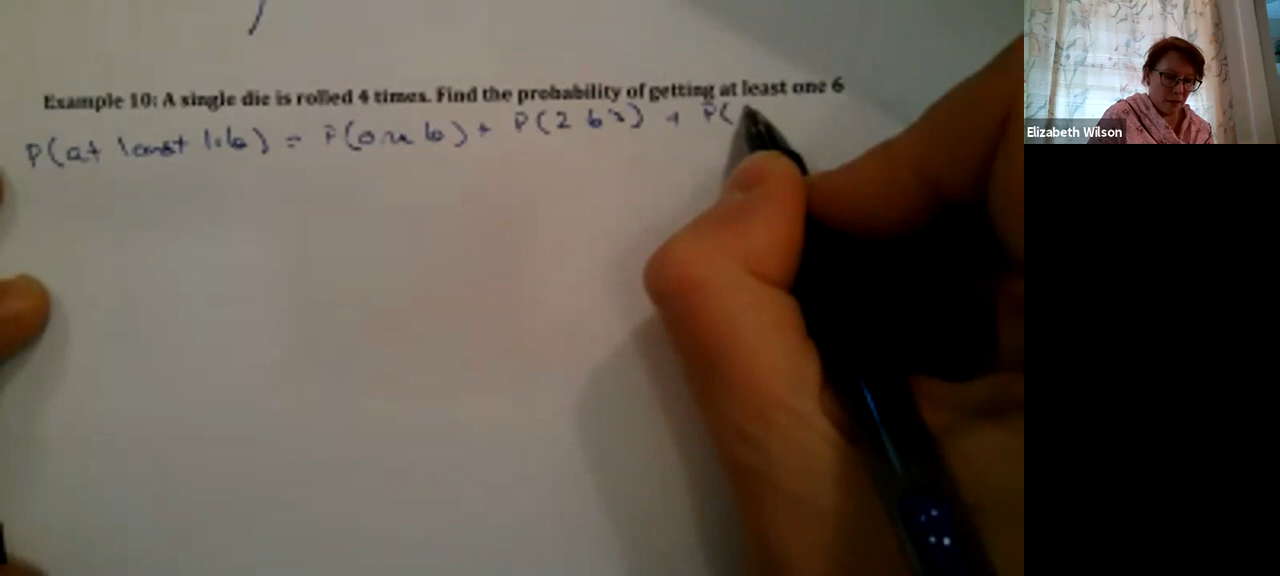 Example 10: A single die is rolled 4 times. Find the probability of getting at least one 6
P(at least 1, 6) = P(one 6) + P(2 6's) + P(
Elizabeth Wilson